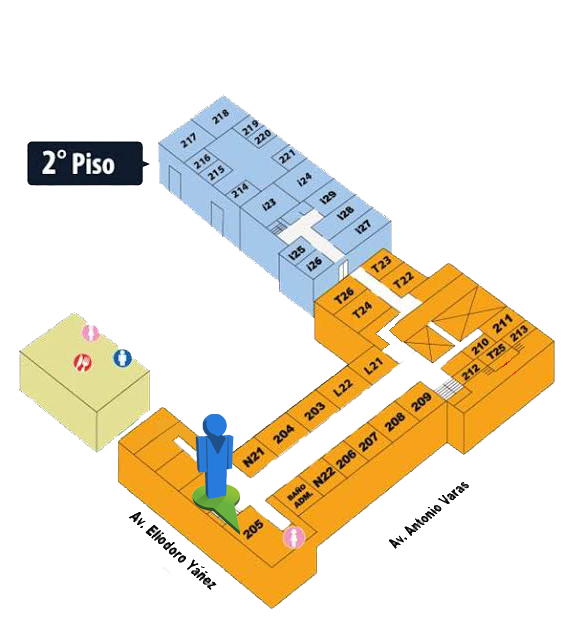 2° Piso
218
219
220
217
216
215
221
214
I24
I23
I29
I28
I27
I25
I26
T23
T22
T26
T24
211
213
210
T25
212
L21
L22
203
204
N21
209
208
207
206
N22
BAÑO
ADM.
205
Av. Eliodoro Yáñez
Av. Antonio Varas